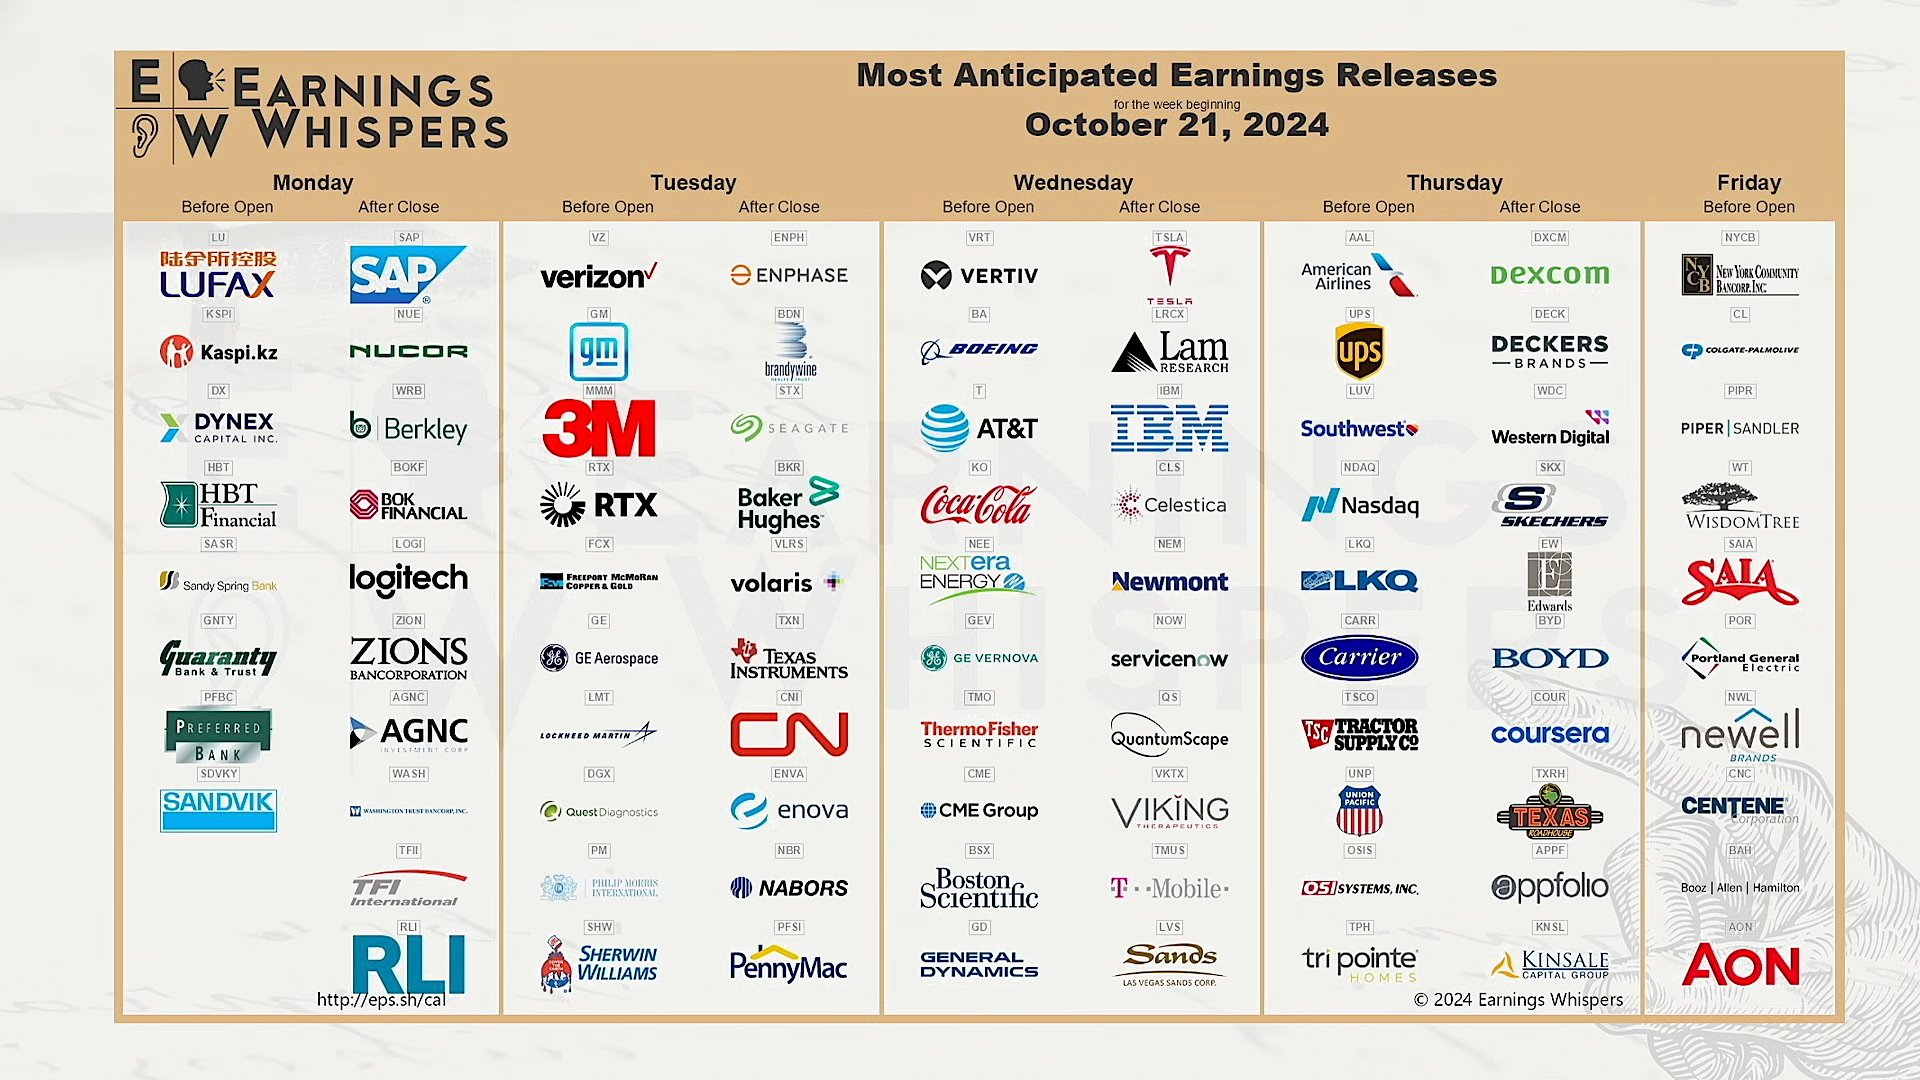 E
W
EARNINGS
WHISPERS
Most Anticipated Earnings Releases
for the week beginning
October 21, 2024
Monday
Tuesday
Wednesday
Thursday
Friday
Before Open
After Close
Before Open
After Close
Before Open
After Close
Before Open
After Close
Before Open
LU
陆金所控股
LUFAX
SAP
SAP
®
VZ
verizon
ENPH
ENPHASE
VRT
VERTIV
TSLA
TESLA
AAL
American
Airlines
DXCM
Dexcom
NYCB
NYCB
New York Community
Bancorp, Inc.
KSPI
Kaspi.kz
NUE
NUCOR
GM
gm
BDN
brandywine
BA
BOEING
LRCX
Lam
RESEARCH
UPS
ups
DECK
DECKERS
BRANDS
CL
CP COLGATE-PALMOLIVE
DX
DYNEX
CAPITAL INC.
WRB
b Berkley
MMM
3M
STX
SEAGATE
T
AT&T
IBM
IBM
LUV
Southwest
WDC
Western Digital
PIPR
PIPER|SANDLER
HBT
HBT
Financial
BOKF
BOK
FINANCIAL
RTX
RTX
BKR
Baker
Hughes
KO
Coca-Cola
CLS
Celestica
NDAQ
Nasdaq
SKX
S
SKECHERS
WT
WISDOMTREE
SASR
Sandy Spring Bank
LOGI
logitech
FCX
FREEPORT McMoRAN
COPPER & GOLD
VLRS
volaris
NEE
NEXTera
ENERGY
NEM
Newmont
LKQ
LKQ
EW
E
Edwards
SAIA
SAIA
GNTY
Guaranty
Bank & Trust
ZION
ZIONS
BANCORPORATION
GE
GE Aerospace
TXN
TEXAS
INSTRUMENTS
GEV
GE VERNOVA
NOW
servicenow
CARR
Carrier
BYD
BOYD
POR
Portland General
Electric
PFBC
PREFERRED
BANK
AGNC
AGNC
INVESTMENT CORP
LMT
LOCKHEED MARTIN
CNI
CN
TMO
ThermoFisher
SCIENTIFIC
QS
QuantumScape
TSCO
TSC TRACTOR
SUPPLY CO
COUR
coursera
NWL
newell
BRANDS
SDVKY
SANDVIK
WASH
W WASHINGTON TRUST BANCORP, INC.
DGX
Quest Diagnostics
ENVA
enova
CME
CME Group
VKTX
VIKING
THERAPEUTICS
UNP
UNION
PACIFIC
TXRH
TEXAS
ROADHOUSE
CNC
CENTENE
Corporation
TFII
TFI
International
PM
PHILIP MORRIS
INTERNATIONAL
NBR
NABORS
BSX
Boston
Scientific
TMUS
T··Mobile·
OSIS
OSI SYSTEMS, INC.
APPF
appfolio
BAH
Booz | Allen | Hamilton
RLI
RLI
SHW
SHERWIN
WILLIAMS
PFSI
PennyMac
GD
GENERAL
DYNAMICS
LVS
Sands
LAS VEGAS SANDS CORP.
TPH
tri pointe
HOMES
KNSL
KINSALE
CAPITAL GROUP
AON
AON
http://eps.sh/cal
© 2024 Earnings Whispers